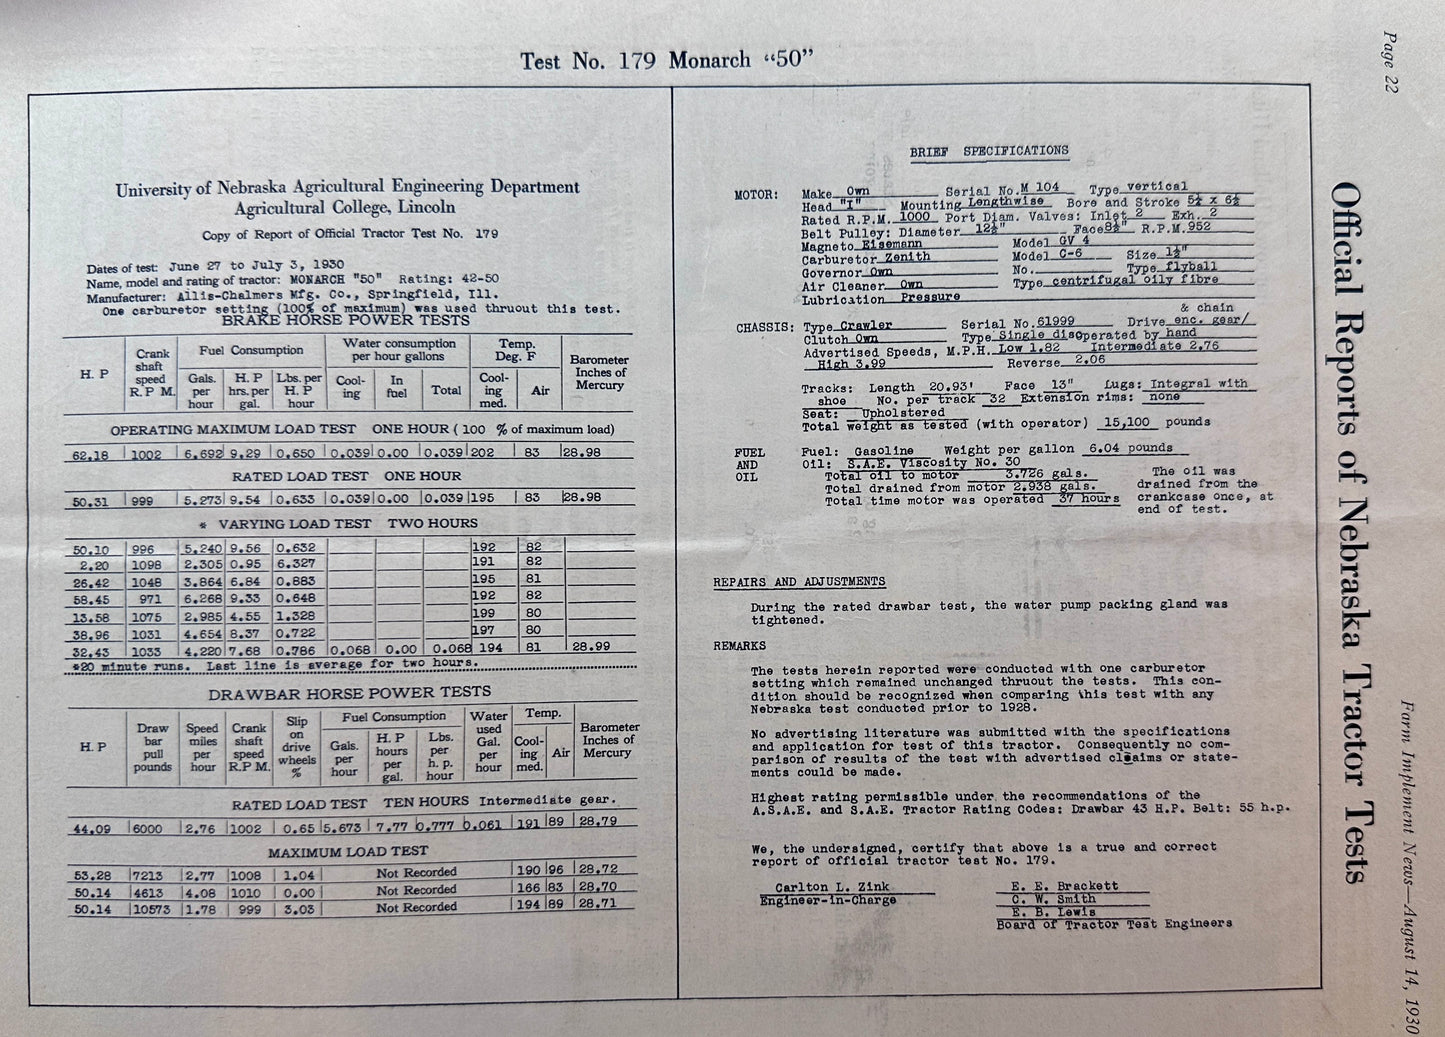 Page 22
Test No. 179 Monarch “50”
University of Nebraska Agricultural Engineering Department
Agricultural College, Lincoln
Copy of Report of Official Tractor Test No. 179
Dates of test: June 27 to July 3, 1930
Name, model and rating of tractor: MONARCH "50" Rating: 42-50
Manufacturer: Allis-Chalmers Mfg. Co., Springfield, Ill.
One carburetor setting (100% of maximum) was used thruout this test.
BRAKE HORSE POWER TESTS
H. P Crank shaft speed R. P M. Fuel Consumption Water consumption per hour gallons Temp. Deg. F Barometer Inches of Mercury
Gals. per hour H. P hrs. per gal. Lbs. per H. P hour Cool- ing In fuel Total Cool- ing med. Air
OPERATING MAXIMUM LOAD TEST ONE HOUR ( 100 % of maximum load)
62.18 1002 6.692 9.29 0.650 0.039 0.00 0.039 202 83 28.98
RATED LOAD TEST ONE HOUR
50.31 999 5.273 9.54 0.633 0.039 0.00 0.039 195 83 28.98
* VARYING LOAD TEST TWO HOURS
50.10 996 5.240 9.56 0.632 192 82
2.20 1098 2.305 0.95 6.327 191 82
26.42 1048 3.864 6.84 0.883 195 81
58.45 971 6.268 9.33 0.648 192 82
13.58 1075 2.985 4.55 1.328 199 80
38.96 1031 4.654 8.37 0.722 197 80
32.43 1033 4.220 7.68 0.786 0.068 0.00 0.068 194 81 28.99
*20 minute runs. Last line is average for two hours.
DRAWBAR HORSE POWER TESTS
H. P Draw bar pull pounds Speed miles per hour Crank shaft speed R.P M. Slip on drive wheels % Fuel Consumption Water used Gal. per hour Temp. Barometer Inches of Mercury
Gals. per hour H. P hours per gal. Lbs. per h. p. hour Cool- ing med. Air
RATED LOAD TEST TEN HOURS Intermediate gear.
44.09 6000 2.76 1002 0.65 5.673 7.77 0.777 0.061 191 89 28.79
MAXIMUM LOAD TEST
53.28 7213 2.77 1008 1.04 Not Recorded 190 96 28.72
50.14 4613 4.08 1010 0.00 Not Recorded 166 83 28.70
50.14 10573 1.78 999 3.03 Not Recorded 194 89 28.71
BRIEF SPECIFICATIONS
MOTOR: Make Own Serial No. M 104 Type vertical
Head "I" Mounting Lengthwise Bore and Stroke 5¼ x 6½
Rated R.P.M. 1000 Port Diam. Valves: Inlet 2 Exh. 2
Belt Pulley: Diameter 12½" Face 8½" R.P.M. 952
Magneto Eisemann Model GV 4
Carburetor Zenith Model C-6 Size 1½"
Governor Own No. Type flyball
Air Cleaner Own Type centrifugal oily fibre
Lubrication Pressure
& chain
CHASSIS: Type Crawler Serial No. 61999 Drive enc. gear/
Clutch Own Type Single disc Operated by hand
Advertised Speeds, M.P.H. Low 1.82 Intermediate 2.76
High 3.99 Reverse 2.06
Tracks: Length 20.93' Face 13" Lugs: Integral with
shoe No. per track 32 Extension rims: none
Seat: Upholstered
Total weight as tested (with operator) 15,100 pounds
FUEL Fuel: Gasoline Weight per gallon 6.04 pounds
AND Oil: S.A.E. Viscosity No. 30
OIL Total oil to motor 3.726 gals.
Total drained from motor 2.938 gals.
Total time motor was operated 37 hours
The oil was
drained from the
crankcase once, at
end of test.
REPAIRS AND ADJUSTMENTS
During the rated drawbar test, the water pump packing gland was
tightened.
REMARKS
The tests herein reported were conducted with one carburetor
setting which remained unchanged thruout the tests. This con-
dition should be recognized when comparing this test with any
Nebraska test conducted prior to 1928.
No advertising literature was submitted with the specifications
and application for test of this tractor. Consequently no com-
parison of results of the test with advertised claims or state-
ments could be made.
Highest rating permissible under the recommendations of the
A.S.A.E. and S.A.E. Tractor Rating Codes: Drawbar 43 H.P. Belt: 55 h.p.
We, the undersigned, certify that above is a true and correct
report of official tractor test No. 179.
Carlton L. Zink
Engineer-in-Charge
E. E. Brackett
C. W. Smith
E. B. Lewis
Board of Tractor Test Engineers
Official Reports of Nebraska Tractor Tests
Farm Implement News—August 14, 1930